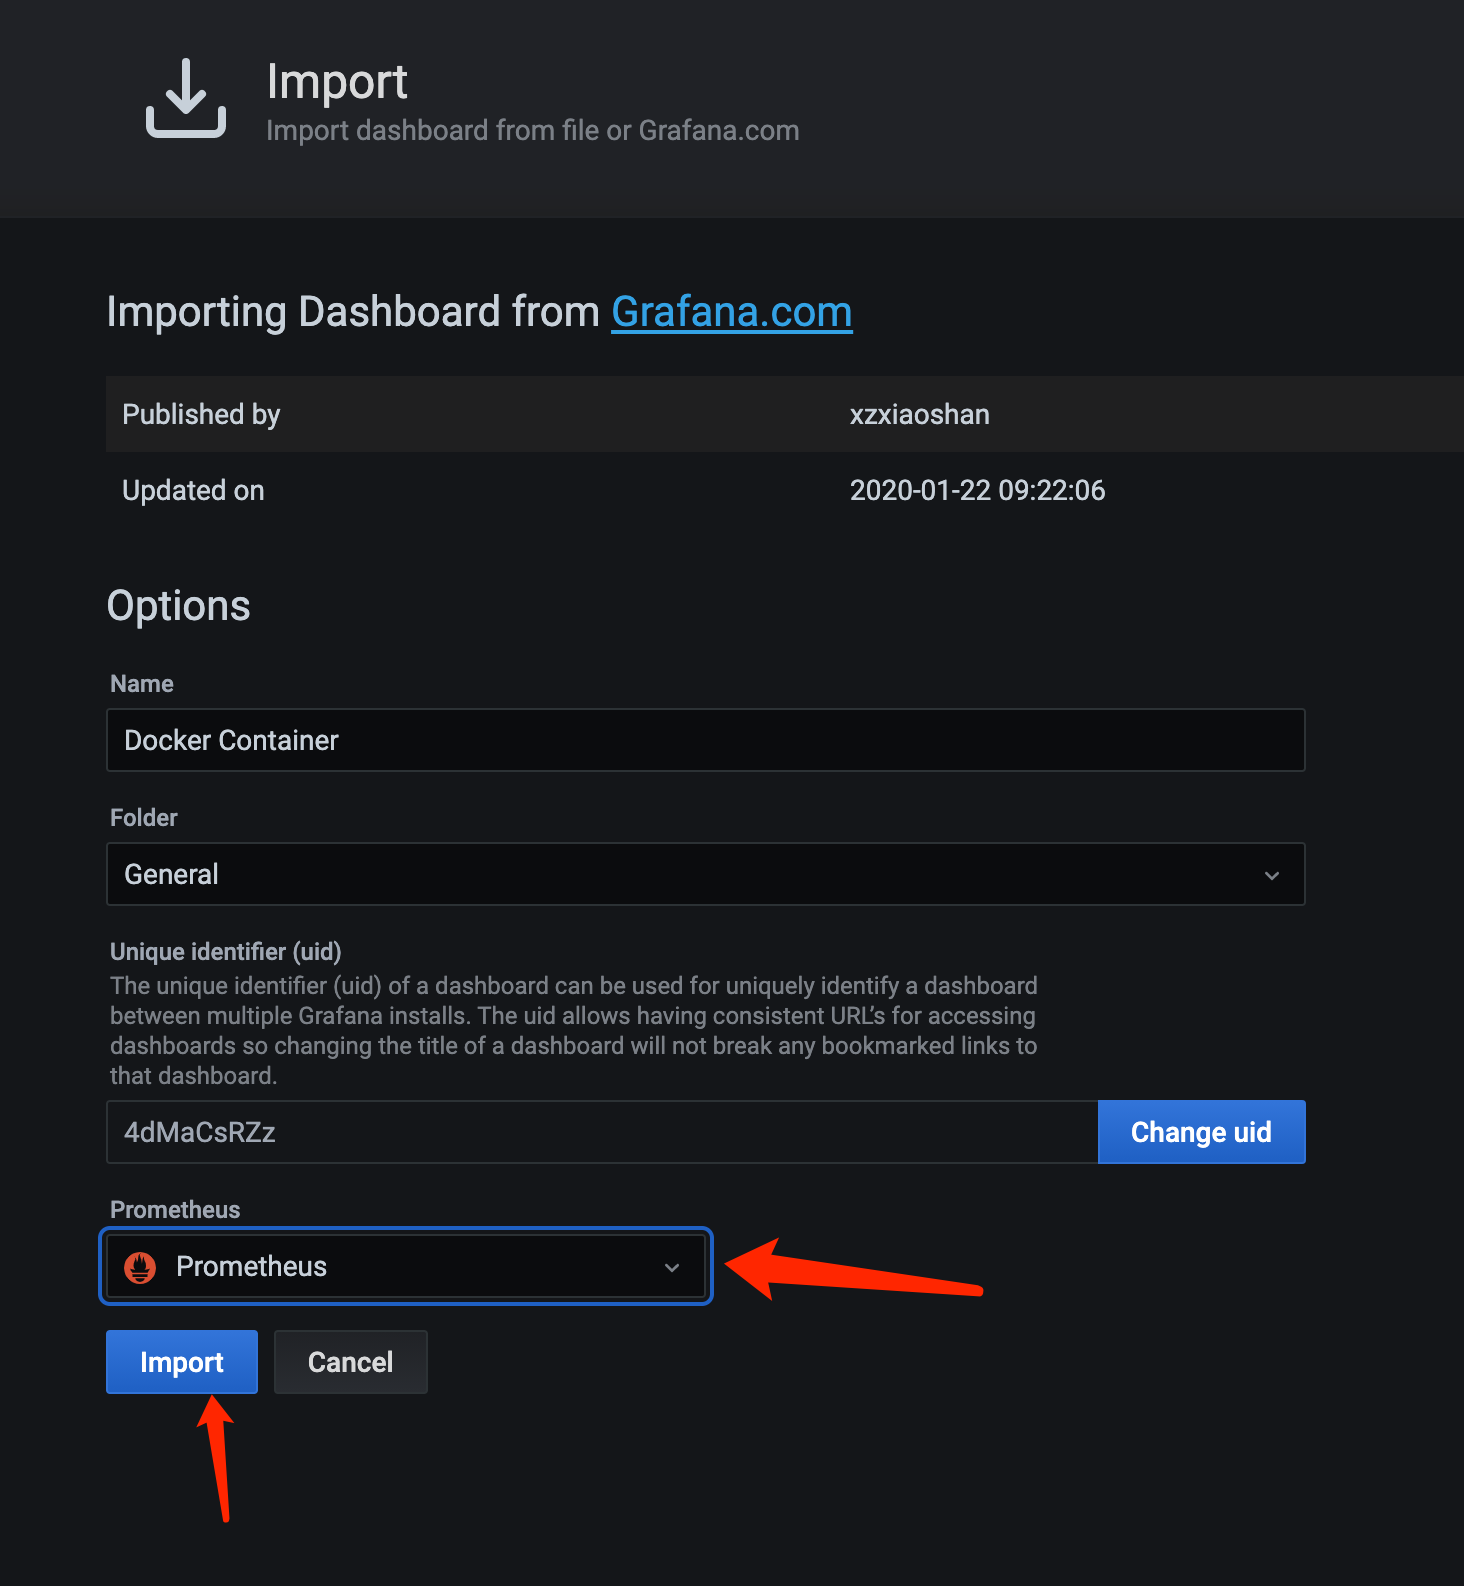 Import
Import dashboard from file or Grafana.com
Importing Dashboard from Grafana.com
Published by xzxiaoshan
Updated on 2020-01-22 09:22:06
Options
Name
Docker Container
Folder
General
Unique identifier (uid)
The unique identifier (uid) of a dashboard can be used for uniquely identify a dashboard
between multiple Grafana installs. The uid allows having consistent URL's for accessing
dashboards so changing the title of a dashboard will not break any bookmarked links to
that dashboard.
4dMaCsRZz Change uid
Prometheus
Prometheus
Import Cancel